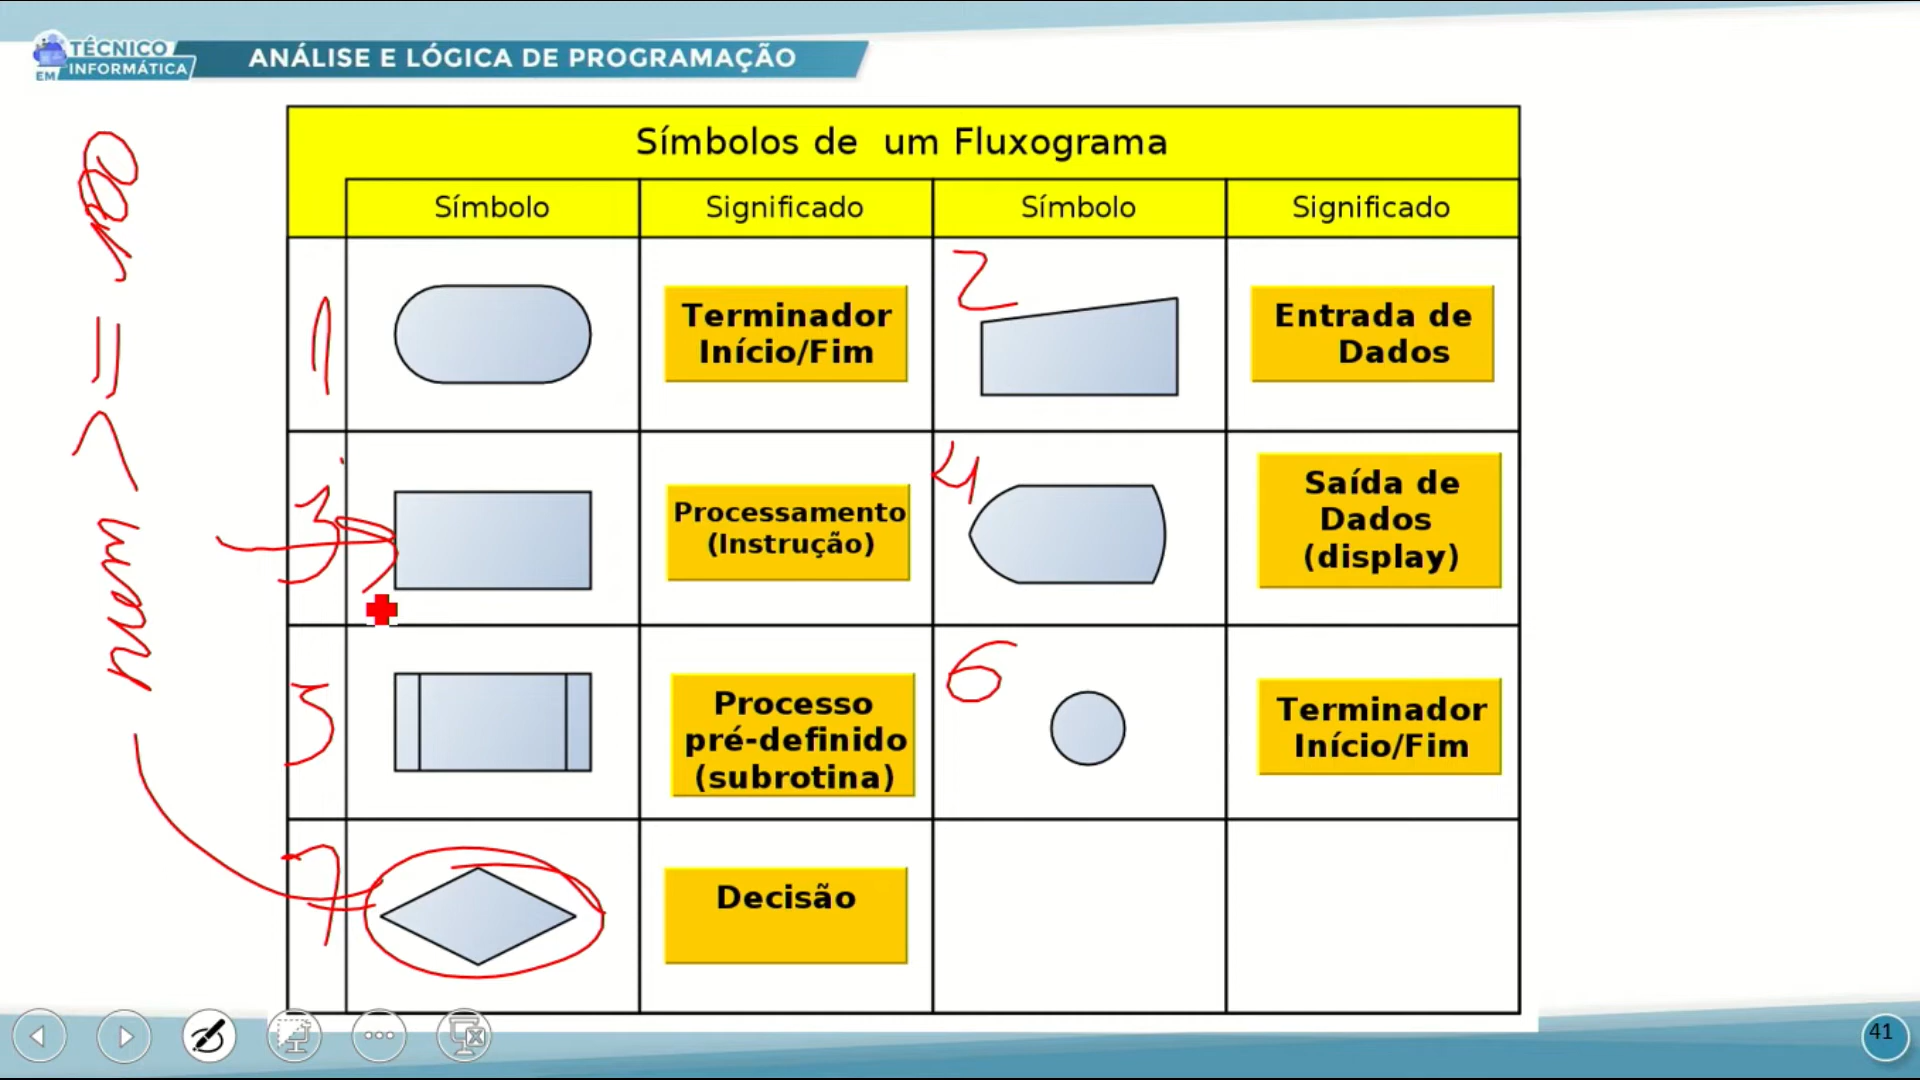 TÉCNICO
EM INFORMÁTICA
ANÁLISE E LÓGICA DE PROGRAMAÇÃO
Símbolos de um Fluxograma
Símbolo Significado Símbolo Significado
1
Terminador
Início/Fim
2
Entrada de
Dados
3
Processamento
(Instrução)
4
Saída de
Dados
(display)
5
Processo
pré-definido
(subrotina)
6
Terminador
Início/Fim
7
Decisão
41